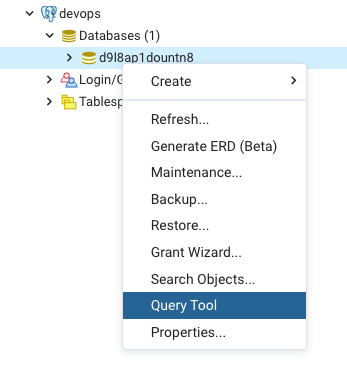 devops
Databases (1)
d9l8ap1dountn8
Login/G
Tablesp
Create
Refresh...
Generate ERD (Beta)
Maintenance...
Backup...
Restore...
Grant Wizard...
Search Objects...
Query Tool
Properties...